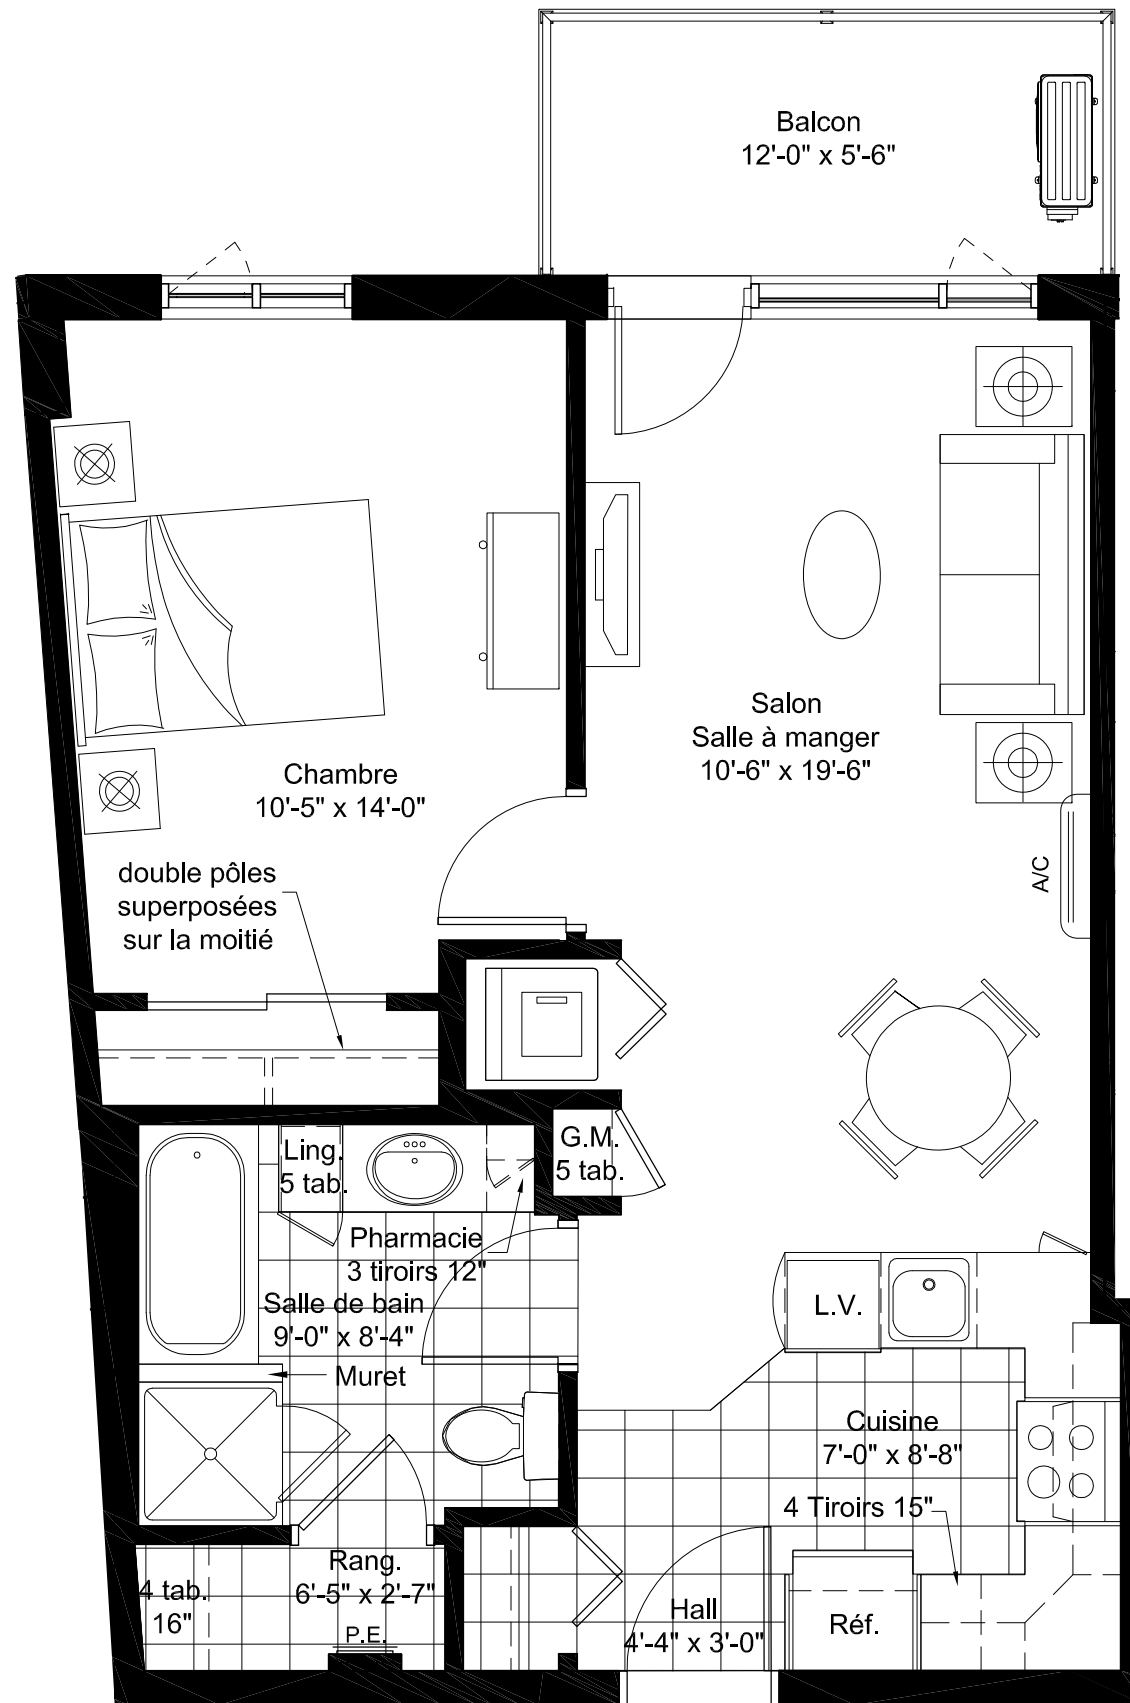 Balcon
12'-0" x 5'-6"
Salon
Salle à manger
10'-6" x 19'-6"
Chambre
10'-5" x 14'-0"
A/C
double pôles
superposées
sur la moitié
G.M.
5 tab.
Ling.
5 tab.
Pharmacie
3 tiroirs 12"
Salle de bain
9'-0" x 8'-4"
L.V.
Muret
Cuisine
7'-0" x 8'-8"
4 Tiroirs 15"
Rang.
6'-5" x 2'-7"
4 tab.
16"
P.E.
Hall
4'-4" x 3'-0"
Réf.